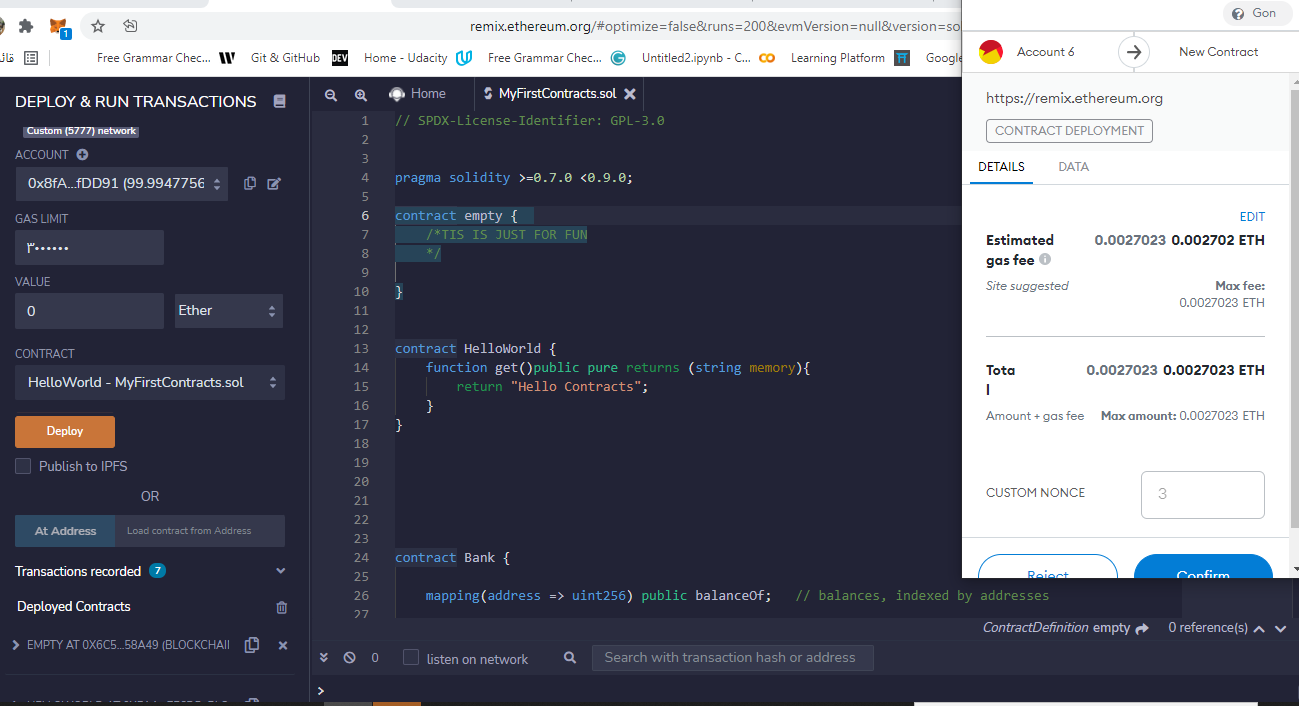 Gon
1
remix.ethereum.org/#optimize=false&runs=200&evmVersion=null&version=so
Free Grammar Chec...
Git & GitHub
DEV
Home - Udacity
Free Grammar Chec...
Untitled2.ipynb - C...
Learning Platform
Google
DEPLOY & RUN TRANSACTIONS
Custom (5777) network
ACCOUNT
0x8fA...fDD91 (99.9947756
GAS LIMIT
۳۰۰۰۰۰۰
VALUE
0
Ether
CONTRACT
HelloWorld - MyFirstContracts.sol
Deploy
Publish to IPFS
OR
At Address
Load contract from Address
Transactions recorded 7
Deployed Contracts
EMPTY AT 0X6C5...58A49 (BLOCKCHAII
Home
MyFirstContracts.sol
1 // SPDX-License-Identifier: GPL-3.0
2
3
4 pragma solidity >=0.7.0 <0.9.0;
5
6 contract empty {
7 /*TIS IS JUST FOR FUN
8 */
9
10 }
11
12
13 contract HelloWorld {
14 function get()public pure returns (string memory){
15 return "Hello Contracts";
16 }
17 }
18
19
20
21
22
23
24 contract Bank {
25
26 mapping(address => uint256) public balanceOf; // balances, indexed by addresses
27
ContractDefinition empty
0 reference(s)
0
listen on network
Search with transaction hash or address
>
Account 6
New Contract
https://remix.ethereum.org
CONTRACT DEPLOYMENT
DETAILS
DATA
EDIT
Estimated gas fee
0.0027023 0.002702 ETH
Site suggested
Max fee:
0.0027023 ETH
Tota
l
0.0027023 0.0027023 ETH
Amount + gas fee
Max amount: 0.0027023 ETH
CUSTOM NONCE
3
Reject
Confirm